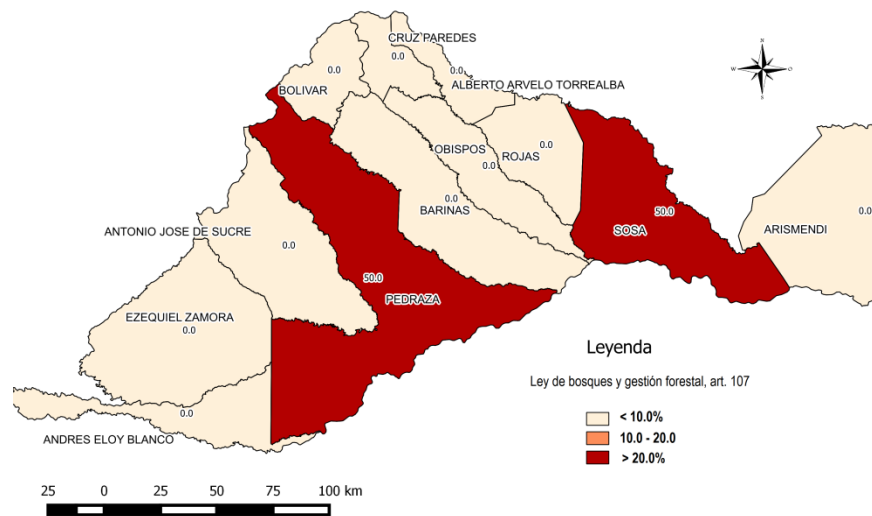 CRUZ PAREDES
0.0
N
0.0
0.0
W
O
ALBERTO ARVELO TORREALBA
BOLIVAR
S
0.0
OBISPOS
ROJAS
0.0
0.0
BARINAS
50.0
SOSA
0.0
ARISMENDI
ANTONIO JOSE DE SUCRE
0.0
50.0
PEDRAZA
EZEQUIEL ZAMORA
0.0
0.0
ANDRES ELOY BLANCO
Leyenda
Ley de bosques y gestión forestal, art. 107
< 10.0%
10.0 - 20.0
> 20.0%
25 0 25 50 75 100 km